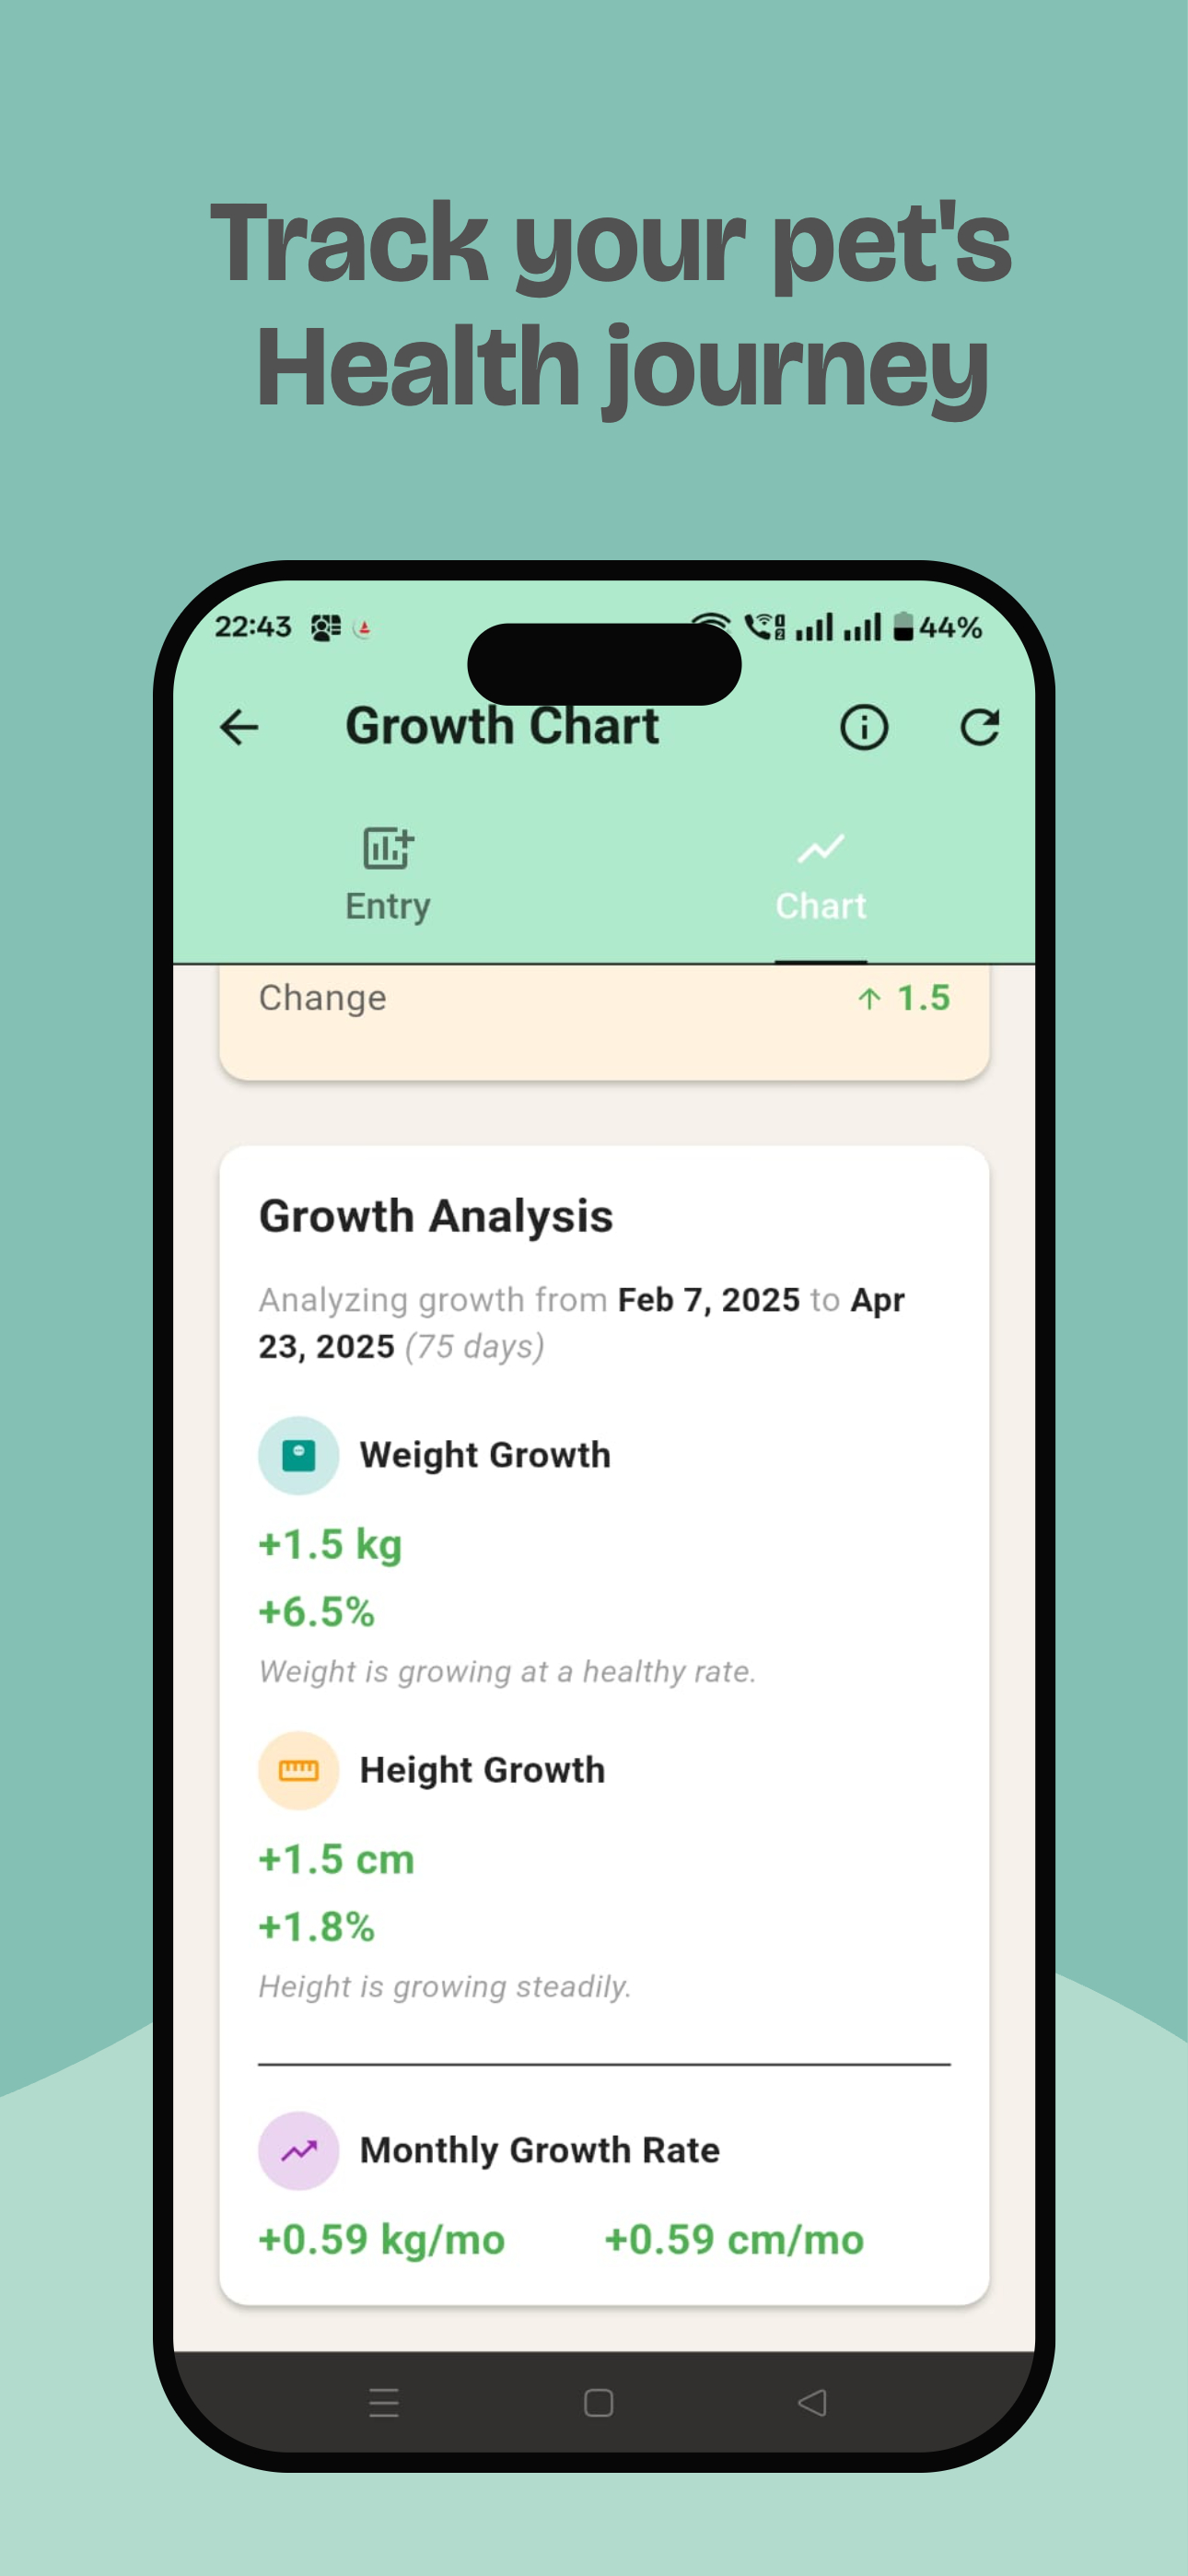 Track your pet's
Health journey
22:43
44%
Growth Chart
Entry
Chart
Change
↑ 1.5
Growth Analysis
Analyzing growth from Feb 7, 2025 to Apr
23, 2025 (75 days)
Weight Growth
+1.5 kg
+6.5%
Weight is growing at a healthy rate.
Height Growth
+1.5 cm
+1.8%
Height is growing steadily.
Monthly Growth Rate
+0.59 kg/mo
+0.59 cm/mo